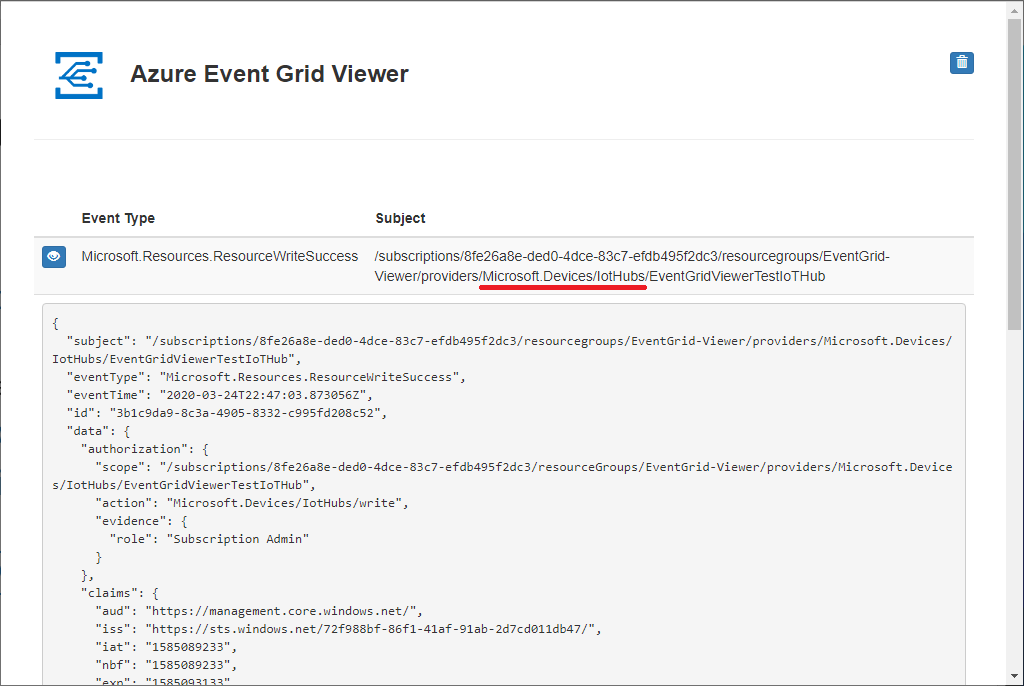 Azure Event Grid Viewer
Event Type Subject
Microsoft.Resources.ResourceWriteSuccess /subscriptions/8fe26a8e-ded0-4dce-83c7-efdb495f2dc3/resourcegroups/EventGrid-
Viewer/providers/Microsoft.Devices/IotHubs/EventGridViewerTestIoTHub
{
"subject": "/subscriptions/8fe26a8e-ded0-4dce-83c7-efdb495f2dc3/resourcegroups/EventGrid-Viewer/providers/Microsoft.Devices/
IotHubs/EventGridViewerTestIoTHub",
"eventType": "Microsoft.Resources.ResourceWriteSuccess",
"eventTime": "2020-03-24T22:47:03.873056Z",
"id": "3b1c9da9-8c3a-4905-8332-c995fd208c52",
"data": {
"authorization": {
"scope": "/subscriptions/8fe26a8e-ded0-4dce-83c7-efdb495f2dc3/resourceGroups/EventGrid-Viewer/providers/Microsoft.Device
s/IotHubs/EventGridViewerTestIoTHub",
"action": "Microsoft.Devices/IotHubs/write",
"evidence": {
"role": "Subscription Admin"
}
},
"claims": {
"aud": "https://management.core.windows.net/",
"iss": "https://sts.windows.net/72f988bf-86f1-41af-91ab-2d7cd011db47/",
"iat": "1585089233",
"nbf": "1585089233",
"exp": "1585093133",